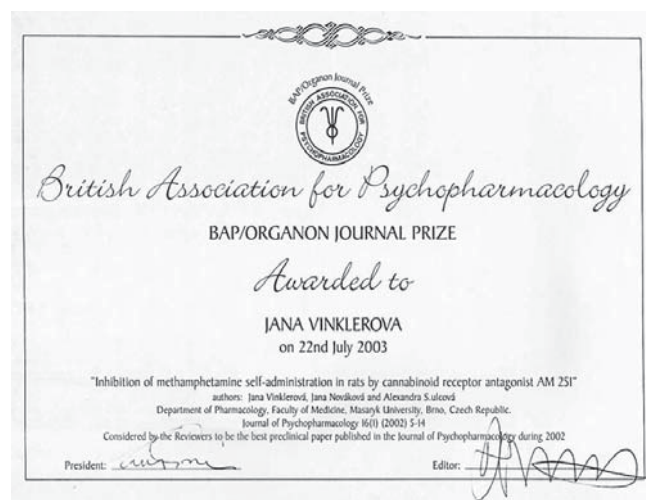 BAP/Organon Journal Prize
BRITISH ASSOCIATION FOR
PSYCHOPHARMACOLOGY
British Association for Psychopharmacology
BAP/ORGANON JOURNAL PRIZE
Awarded to
JANA VINKLEROVA
on 22nd July 2003
"Inhibition of methamphetamine self-administration in rats by cannabinoid receptor antagonist AM 251"
authors: Jana Vinklerová, Jana Nováková and Alexandra S.ulcová
Department of Pharmacology, Faculty of Medicine, Masaryk University, Brno, Czech Republic.
Journal of Psychopharmacology 16(1) (2002) 5-14
Considered by the Reviewers to be the best preclinical paper published in the Journal of Psychopharmacology during 2002
President:
Editor: